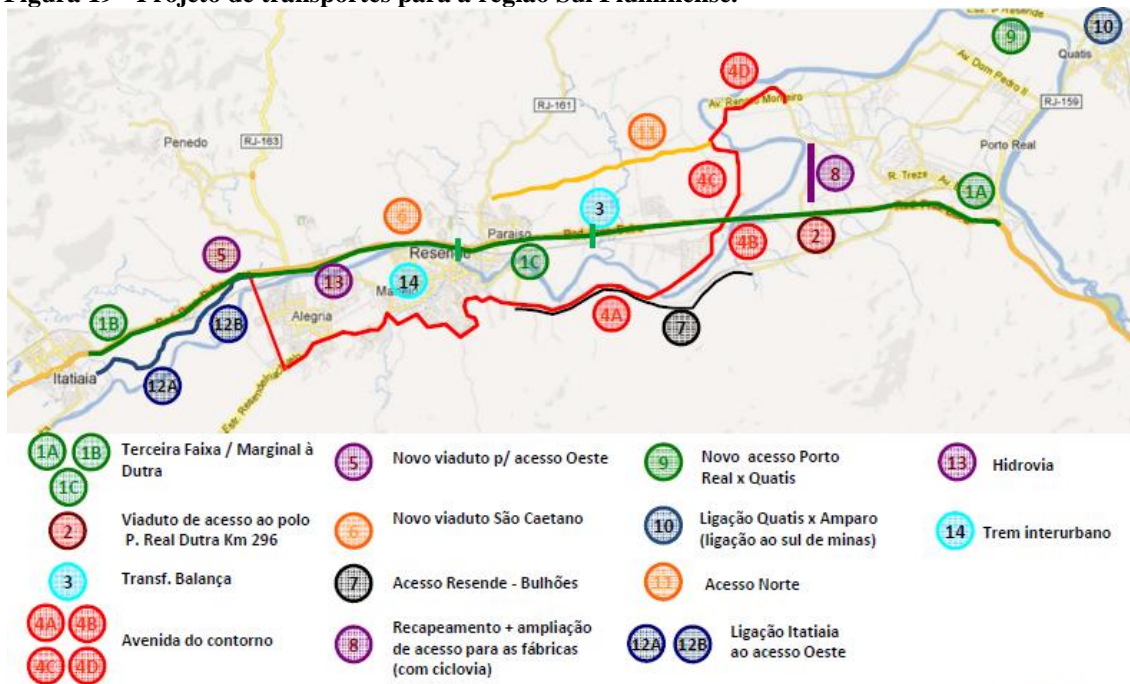 Figura 19 - Projeto de transportes para a região Sul Fluminense.
9
10
Quatis
4D
Av. Renato Monteiro
Av. Dom Pedro II
RJ-161
RJ-159
11
Penedo
RJ-163
Porto Real
4C
8
R. Treze
Av.
1A
3
6
Paraíso
5
Resende
1C
4B
2
14
13
Alegria
4A
7
1B
12B
Itatiaia
12A
1A 1B
1C
Terceira Faixa / Marginal à
Dutra
2
Viaduto de acesso ao polo
P. Real Dutra Km 296
3
Transf. Balança
4A 4B
4C 4D
Avenida do contorno
5
Novo viaduto p/ acesso Oeste
6
Novo viaduto São Caetano
7
Acesso Resende - Bulhões
8
Recapeamento + ampliação
de acesso para as fábricas
(com ciclovia)
9
Novo acesso Porto
Real x Quatis
10
Ligação Quatis x Amparo
(ligação ao sul de minas)
11
Acesso Norte
12A 12B
Ligação Itatiaia
ao acesso Oeste
13
Hidrovia
14
Trem interurbano